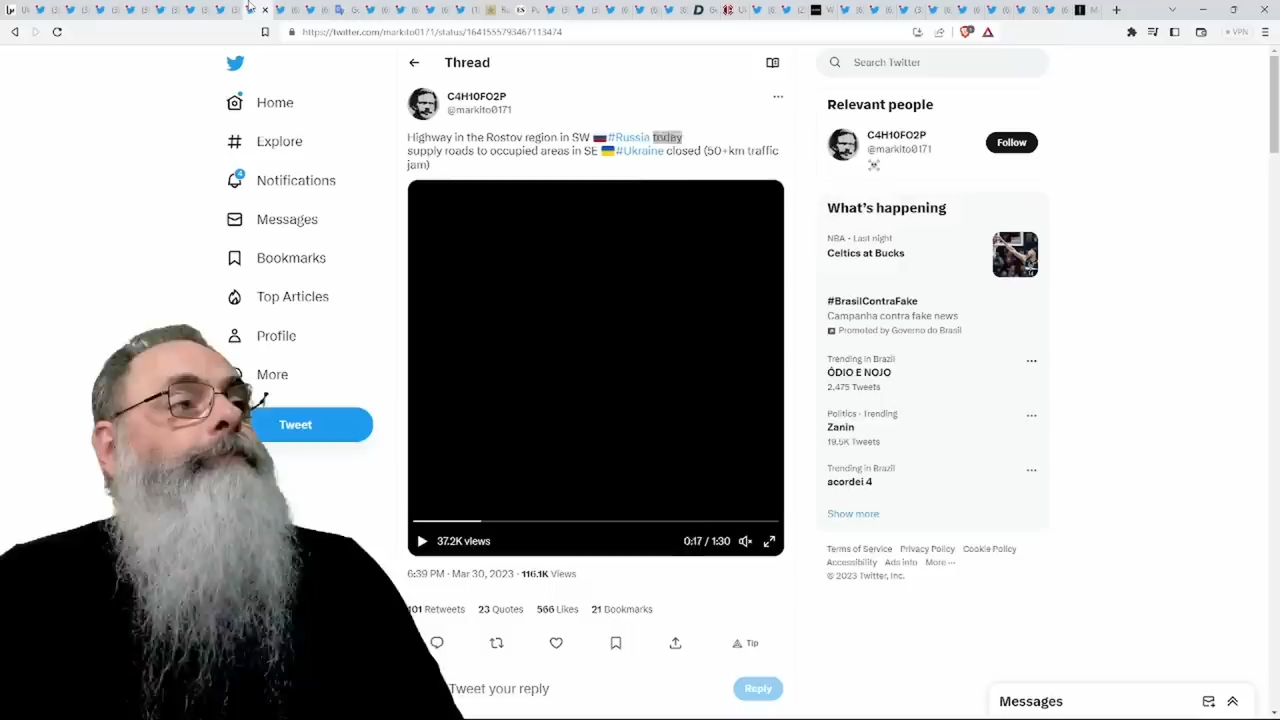 https://twitter.com/markito0171/status/1641555793467113474
VPN
Home
Explore
4
Notifications
Messages
Bookmarks
Top Articles
Profile
More
Tweet
Thread
C4H10FO2P
@markito0171
Highway in the Rostov region in SW 🇷🇺#Russia today
supply roads to occupied areas in SE 🇺🇦#Ukraine closed (50+km traffic
jam)
37.2K views
0:17 / 1:30
6:39 PM · Mar 30, 2023 · 116.1K Views
101 Retweets 23 Quotes 566 Likes 21 Bookmarks
Tip
Tweet your reply
Reply
Search Twitter
Relevant people
C4H10FO2P
@markito0171
Follow
☠️
What's happening
NBA · Last night
Celtics at Bucks
#BrasilContraFake
Campanha contra fake news
Promoted by Governo do Brasil
Trending in Brazil
ÓDIO E NOJO
2,475 Tweets
Politics · Trending
Zanin
19.5K Tweets
Trending in Brazil
acordei 4
Show more
Terms of Service Privacy Policy Cookie Policy
Accessibility Ads info More ···
© 2023 Twitter, Inc.
Messages